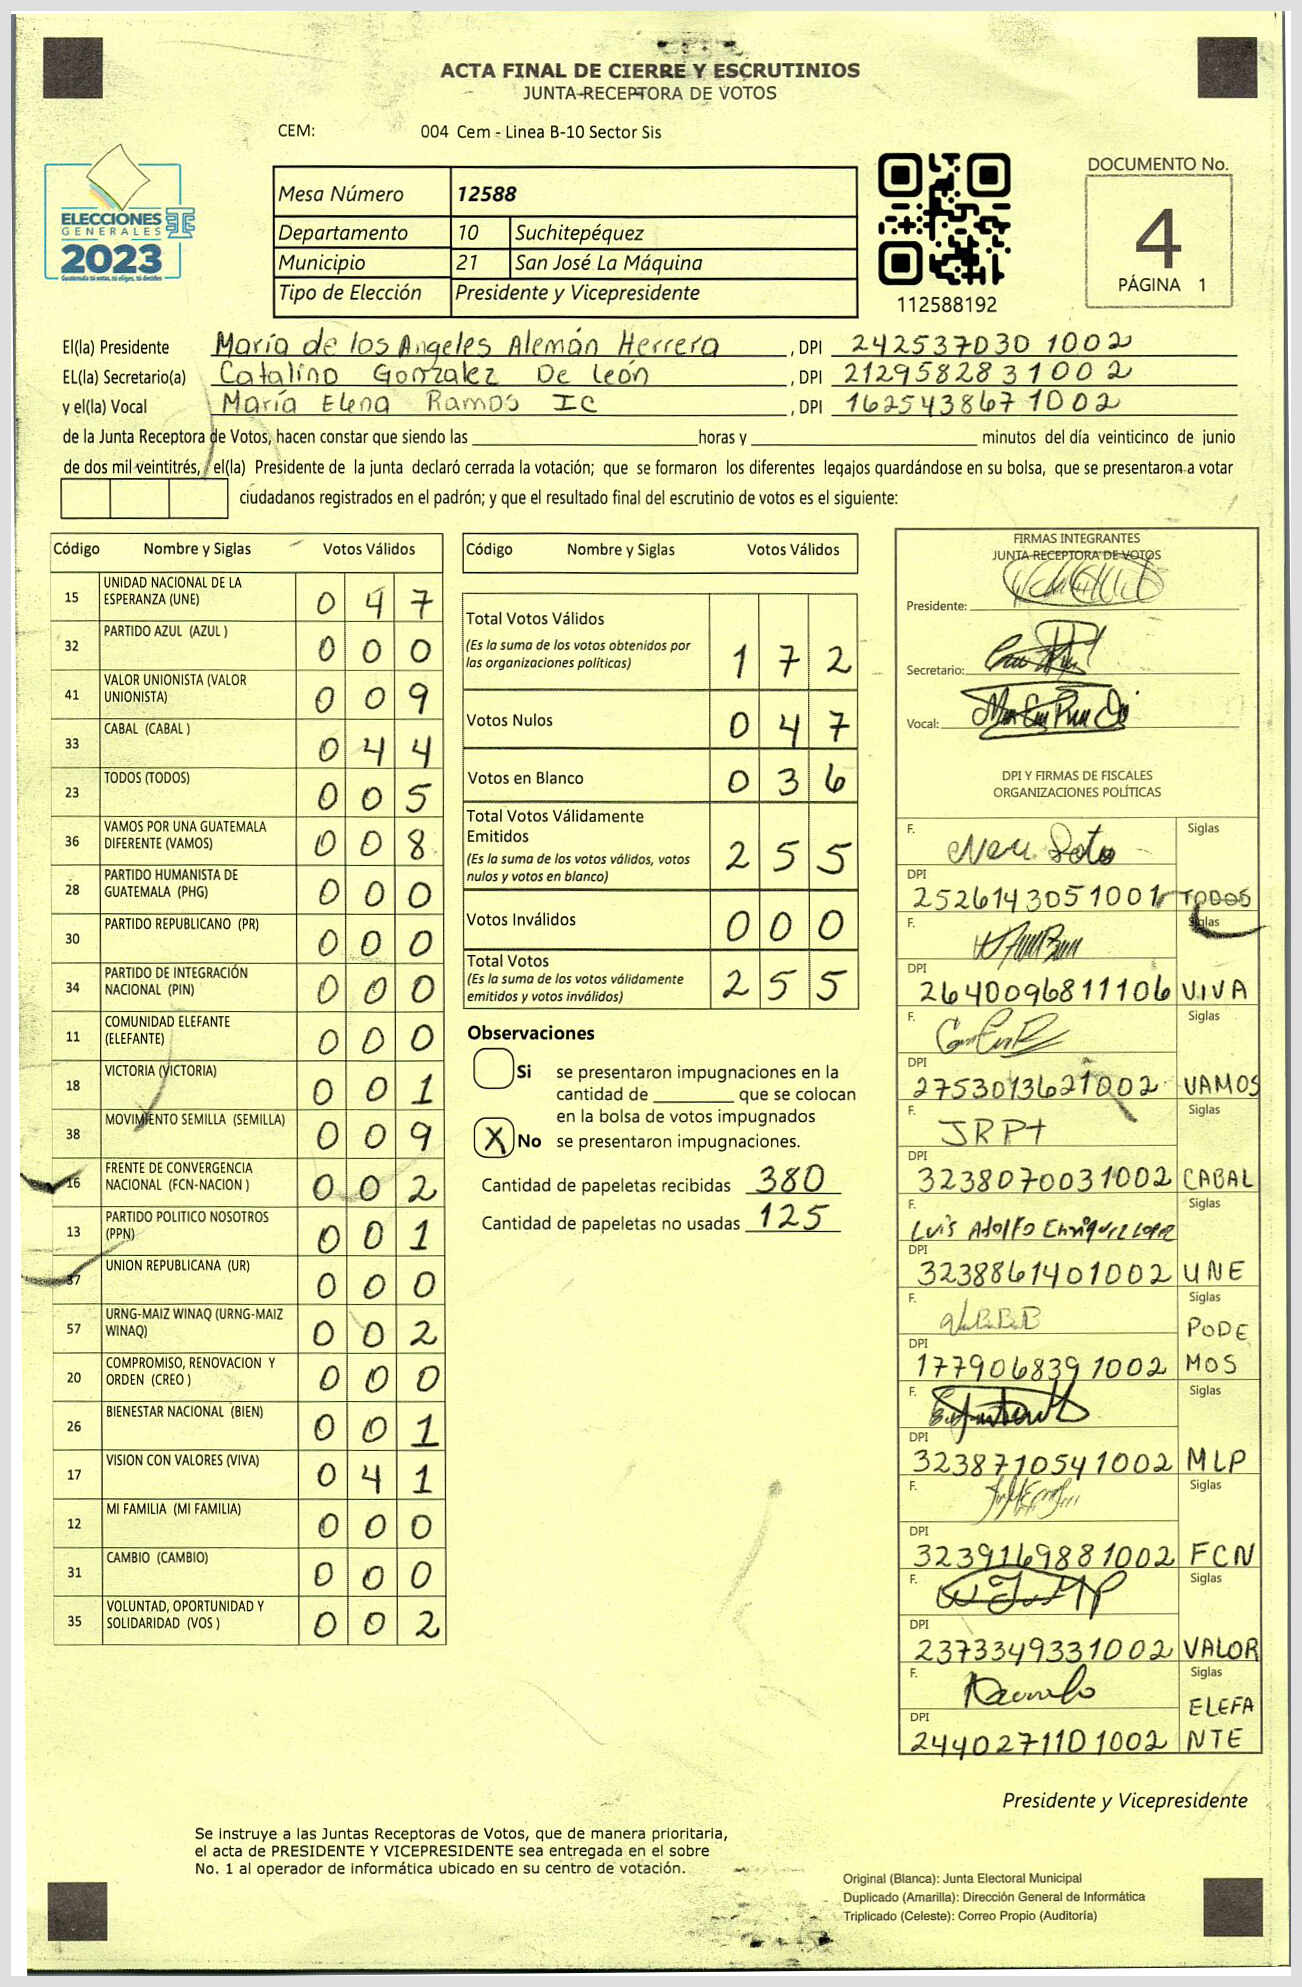 ACTA FINAL DE CIERRE Y ESCRUTINIOS
JUNTA RECEPTORA DE VOTOS
CEM: 004 Cem - Linea B-10 Sector Sis
ELECCIONES
GENERALES
2023
Guatemala tú votas, tú eliges, tú decides
Mesa Número 12588
Departamento 10 Suchitepéquez
Municipio 21 San José La Máquina
Tipo de Elección Presidente y Vicepresidente
112588192
DOCUMENTO No.
4
PÁGINA 1
El(la) Presidente María de los Angeles Alemán Herrera , DPI 242537030 1002
EL(la) Secretario(a) Catalino Gonzalez De león , DPI 212958283 1002
y el(la) Vocal María Elena Ramos IC , DPI 162543867 1002
de la Junta Receptora de Votos, hacen constar que siendo las horas y minutos del día veinticinco de junio
de dos mil veintitrés, el(la) Presidente de la junta declaró cerrada la votación; que se formaron los diferentes legajos guardándose en su bolsa, que se presentaron a votar
ciudadanos registrados en el padrón; y que el resultado final del escrutinio de votos es el siguiente:
Código Nombre y Siglas Votos Válidos
15 UNIDAD NACIONAL DE LA ESPERANZA (UNE) 0 4 7
32 PARTIDO AZUL (AZUL ) 0 0 0
41 VALOR UNIONISTA (VALOR UNIONISTA) 0 0 9
33 CABAL (CABAL ) 0 4 4
23 TODOS (TODOS) 0 0 5
36 VAMOS POR UNA GUATEMALA DIFERENTE (VAMOS) 0 0 8
28 PARTIDO HUMANISTA DE GUATEMALA (PHG) 0 0 0
30 PARTIDO REPUBLICANO (PR) 0 0 0
34 PARTIDO DE INTEGRACIÓN NACIONAL (PIN) 0 0 0
11 COMUNIDAD ELEFANTE (ELEFANTE) 0 0 0
18 VICTORIA (VICTORIA) 0 0 1
38 MOVIMIENTO SEMILLA (SEMILLA) 0 0 9
16 FRENTE DE CONVERGENCIA NACIONAL (FCN-NACION ) 0 0 2
13 PARTIDO POLITICO NOSOTROS (PPN) 0 0 1
37 UNION REPUBLICANA (UR) 0 0 0
57 URNG-MAIZ WINAQ (URNG-MAIZ WINAQ) 0 0 2
20 COMPROMISO, RENOVACION Y ORDEN (CREO ) 0 0 0
26 BIENESTAR NACIONAL (BIEN) 0 0 1
17 VISION CON VALORES (VIVA) 0 4 1
12 MI FAMILIA (MI FAMILIA) 0 0 0
31 CAMBIO (CAMBIO) 0 0 0
35 VOLUNTAD, OPORTUNIDAD Y SOLIDARIDAD (VOS ) 0 0 2
Código Nombre y Siglas Votos Válidos
Total Votos Válidos
(Es la suma de los votos obtenidos por
las organizaciones políticas) 1 7 2
Votos Nulos 0 4 7
Votos en Blanco 0 3 6
Total Votos Válidamente
Emitidos
(Es la suma de los votos válidos, votos
nulos y votos en blanco) 2 5 5
Votos Inválidos 0 0 0
Total Votos
(Es la suma de los votos válidamente
emitidos y votos inválidos) 2 5 5
Observaciones
Si se presentaron impugnaciones en la
cantidad de que se colocan
en la bolsa de votos impugnados
X No se presentaron impugnaciones.
Cantidad de papeletas recibidas 380
Cantidad de papeletas no usadas 125
FIRMAS INTEGRANTES
JUNTA RECEPTORA DE VOTOS
Presidente:
Secretario:
Vocal:
DPI Y FIRMAS DE FISCALES
ORGANIZACIONES POLÍTICAS
F. Siglas
DPI
2526143051001 TODOS
F. Siglas
DPI
2640096811106 VIVA
F. Siglas
DPI
2753013621002 VAMOS
F. JRPt Siglas
DPI
3238070031002 CABAL
F. Luis Adolfo Enriquez Lopez Siglas
DPI
3238861401002 UNE
F. Siglas
PODE
DPI
1779068391002 MOS
F. Siglas
DPI
3238710541002 MLP
F. Siglas
DPI
3239169881002 FCN
F. Siglas
DPI
2373349331002 VALOR
F. Siglas
ELEFA
DPI
2440271101002 NTE
Presidente y Vicepresidente
Se instruye a las Juntas Receptoras de Votos, que de manera prioritaria,
el acta de PRESIDENTE Y VICEPRESIDENTE sea entregada en el sobre
No. 1 al operador de informática ubicado en su centro de votación.
Original (Blanca): Junta Electoral Municipal
Duplicado (Amarilla): Dirección General de Informática
Triplicado (Celeste): Correo Propio (Auditoría)